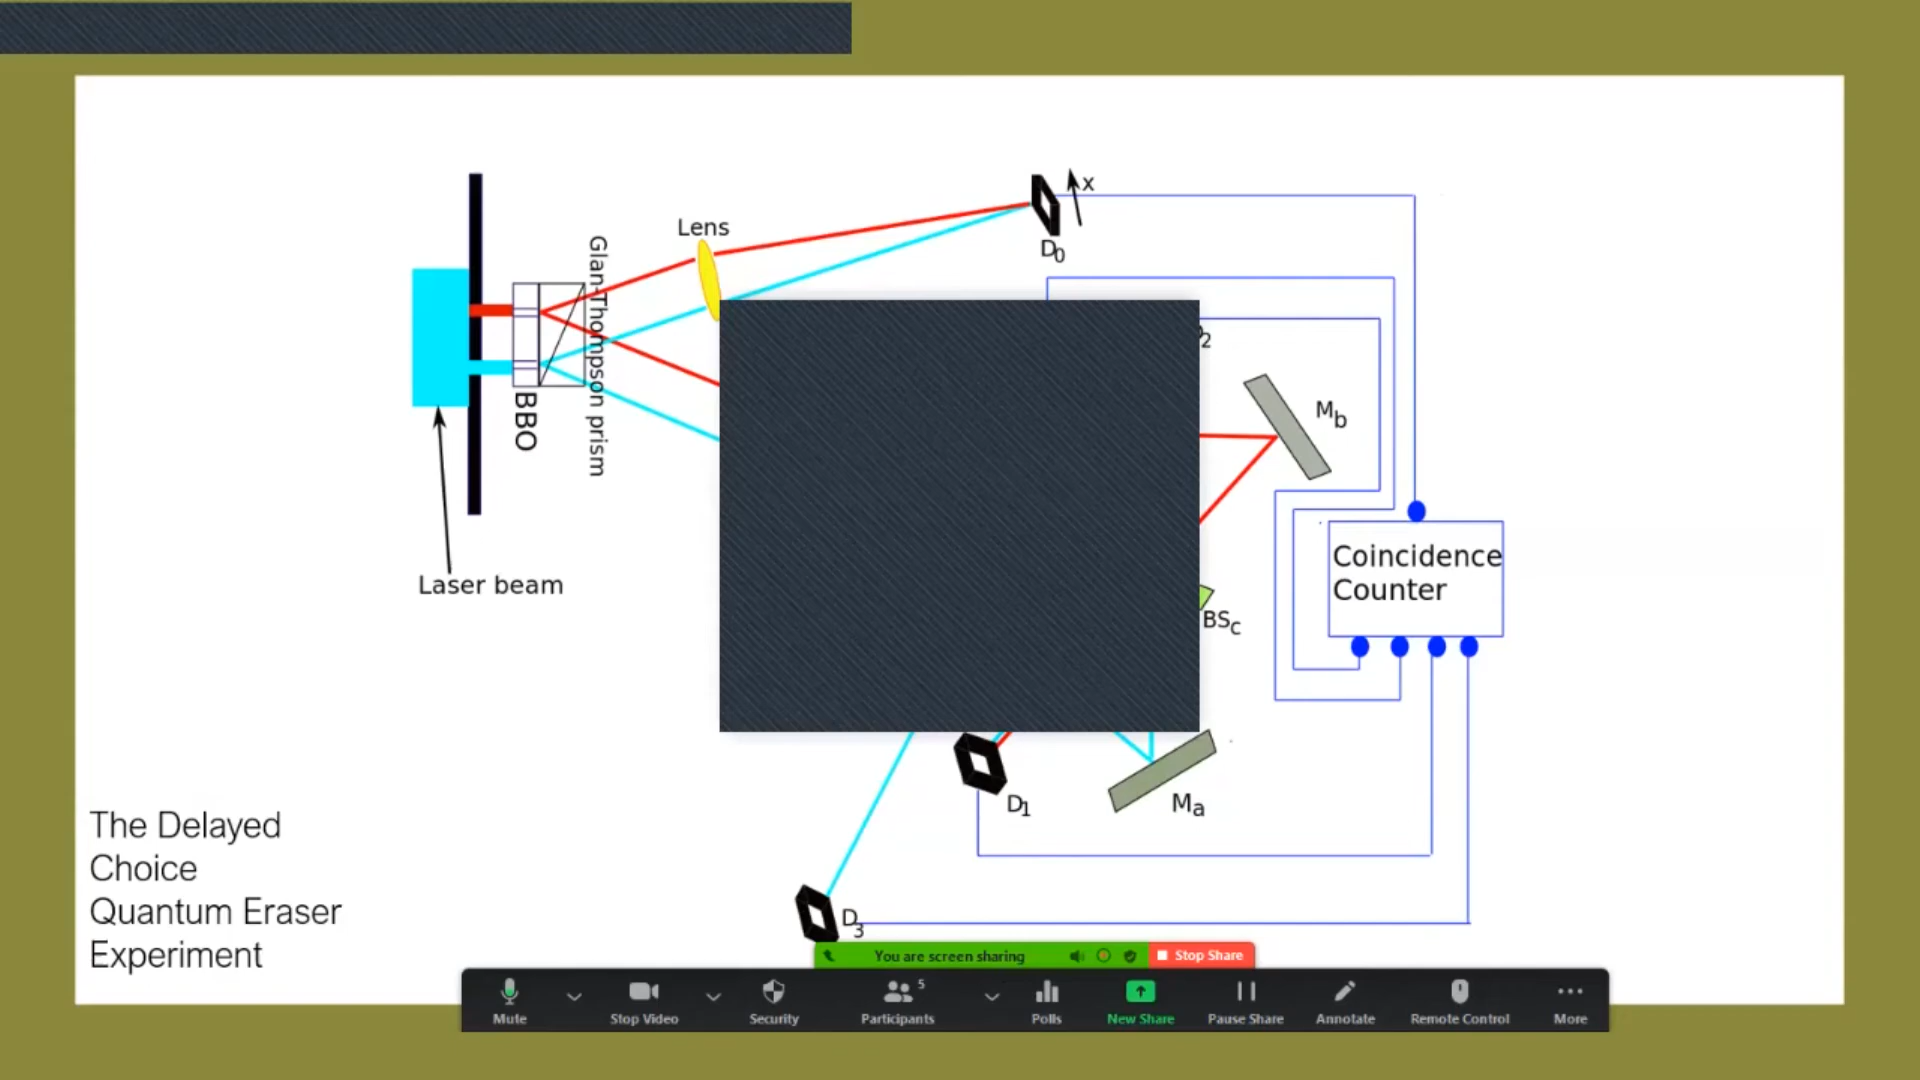 x
Lens
D0
Glan-Thompson prism
2
Mb
BBO
Coincidence
Counter
Laser beam
BSc
D1
Ma
The Delayed
Choice
Quantum Eraser
Experiment
D3
You are screen sharing
Stop Share
5
Mute
Stop Video
Security
Participants
Polls
New Share
Pause Share
Annotate
Remote Control
More